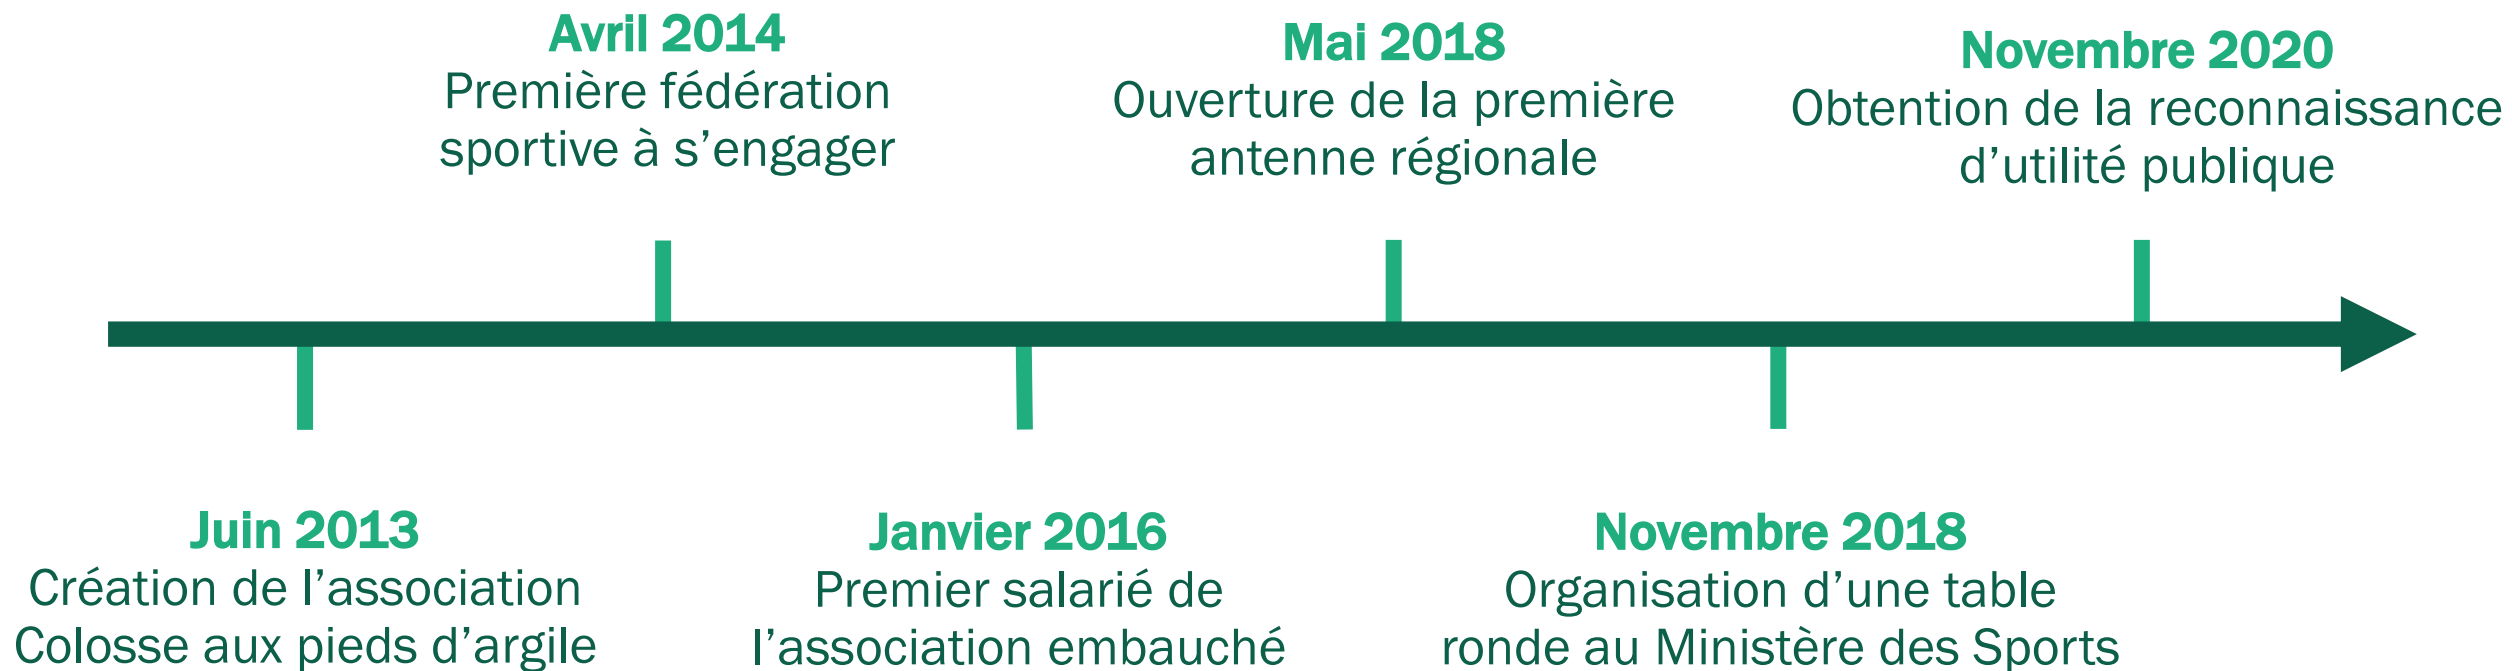 Avril 2014
Première fédération
sportive à s’engager
Mai 2018
Ouverture de la première
antenne régionale
Novembre 2020
Obtention de la reconnaissance
d’utilité publique
Juin 2013
Création de l’association
Colosse aux pieds d’argile
Janvier 2016
Premier salarié de
l’association embauché
Novembre 2018
Organisation d’une table
ronde au Ministère des Sports